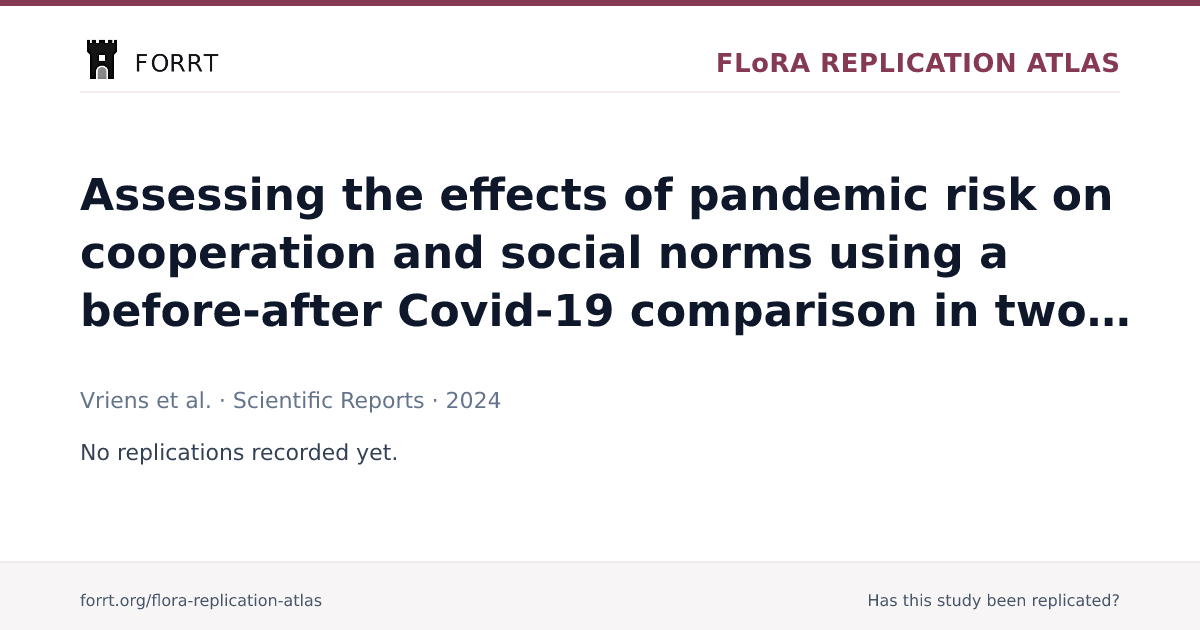 FORRT
FLoRA REPLICATION ATLAS
Assessing the effects of pandemic risk on
cooperation and social norms using a
before-after Covid-19 comparison in two…
Vriens et al. · Scientific Reports · 2024
No replications recorded yet.
forrt.org/flora-replication-atlas
Has this study been replicated?